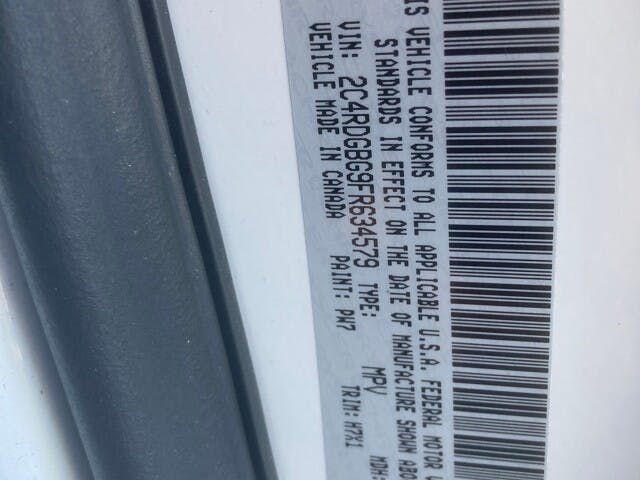 IS VEHICLE CONFORMS TO ALL APPLICABLE U.S.A. FEDERAL MOTOR
STANDARDS IN EFFECT ON THE DATE OF MANUFACTURE SHOWN ABO
VIN: 2C4RDGBG9FR634579 TYPE: MPV
VEHICLE MADE IN CANADA PAINT: PW7 TRIM: H7X1 MDH: